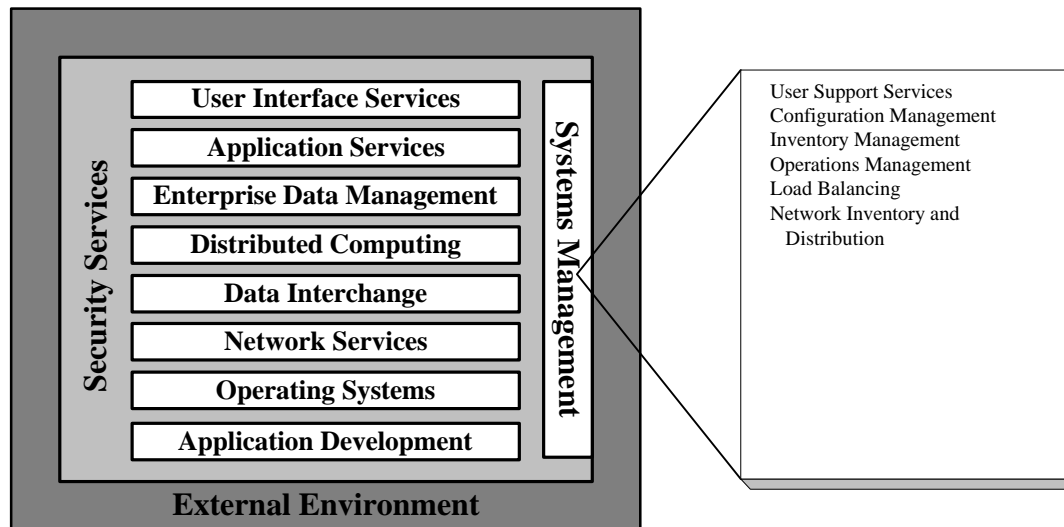 User Interface Services
Application Services
Enterprise Data Management
Distributed Computing
Data Interchange
Network Services
Operating Systems
Application Development
Security Services
Systems Management
External Environment
User Support Services
Configuration Management
Inventory Management
Operations Management
Load Balancing
Network Inventory and
Distribution